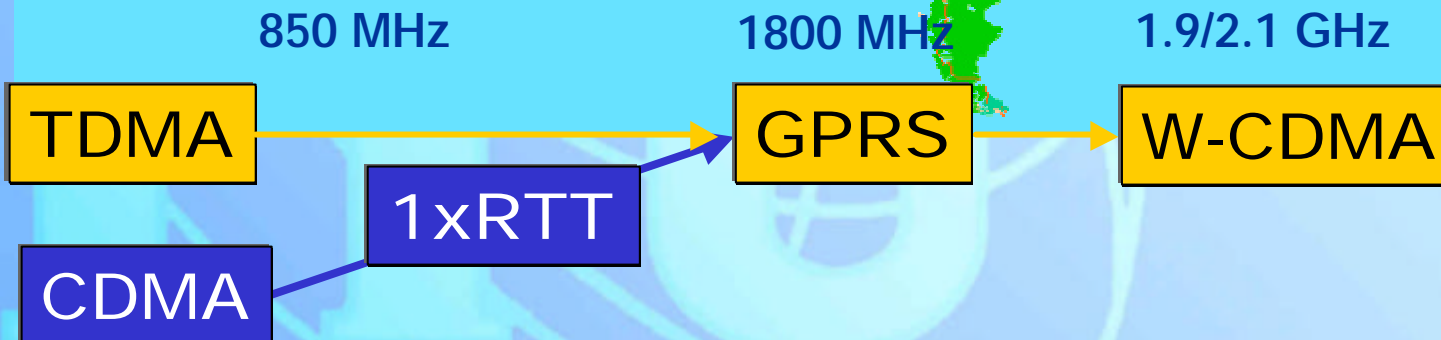 850 MHz 1800 MHz 1.9/2.1 GHz
TDMA GPRS W-CDMA
1xRTT
CDMA